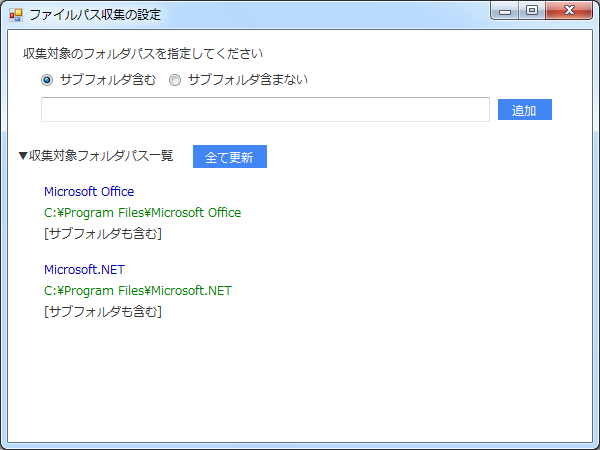 ファイルパス収集の設定
収集対象のフォルダパスを指定してください
サブフォルダ含む サブフォルダ含まない
追加
▼収集対象フォルダパス一覧 全て更新
Microsoft Office
C:¥Program Files¥Microsoft Office
[サブフォルダも含む]
Microsoft.NET
C:¥Program Files¥Microsoft.NET
[サブフォルダも含む]